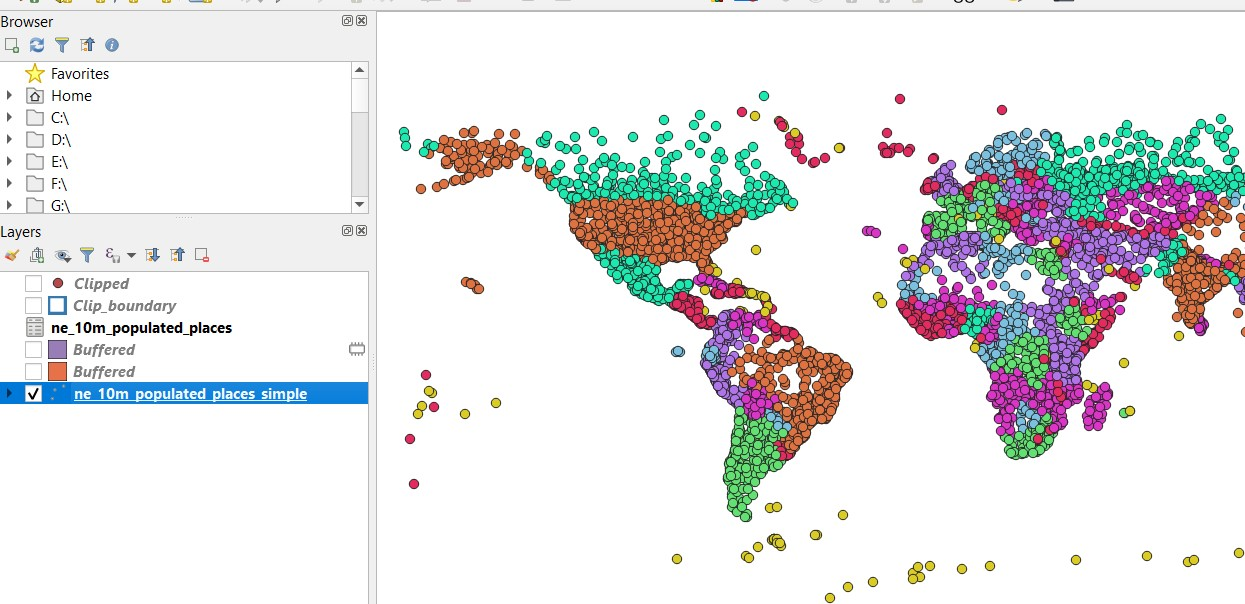 Browser
Favorites
Home
C:\
D:\
E:\
F:\
G:\
Layers
Clipped
Clip_boundary
ne_10m_populated_places
Buffered
Buffered
ne_10m_populated_places_simple